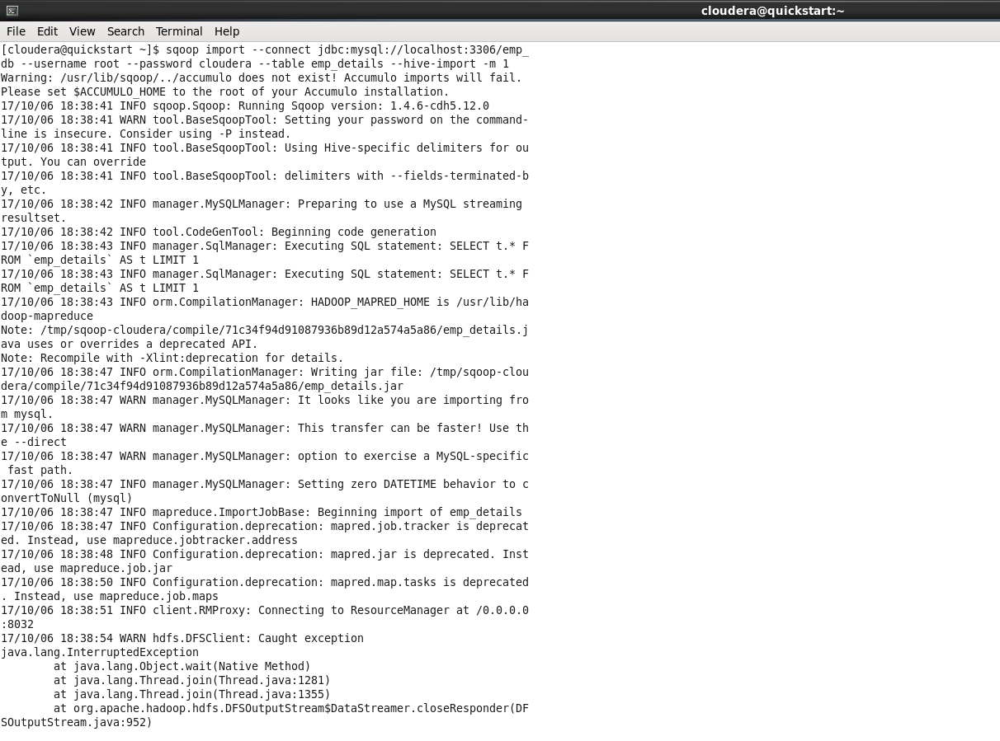 cloudera@quickstart:~
File Edit View Search Terminal Help
[cloudera@quickstart ~]$ sqoop import --connect jdbc:mysql://localhost:3306/emp_
db --username root --password cloudera --table emp_details --hive-import -m 1
Warning: /usr/lib/sqoop/../accumulo does not exist! Accumulo imports will fail.
Please set $ACCUMULO_HOME to the root of your Accumulo installation.
17/10/06 18:38:41 INFO sqoop.Sqoop: Running Sqoop version: 1.4.6-cdh5.12.0
17/10/06 18:38:41 WARN tool.BaseSqoopTool: Setting your password on the command-
line is insecure. Consider using -P instead.
17/10/06 18:38:41 INFO tool.BaseSqoopTool: Using Hive-specific delimiters for ou
tput. You can override
17/10/06 18:38:41 INFO tool.BaseSqoopTool: delimiters with --fields-terminated-b
y, etc.
17/10/06 18:38:42 INFO manager.MySQLManager: Preparing to use a MySQL streaming
resultset.
17/10/06 18:38:42 INFO tool.CodeGenTool: Beginning code generation
17/10/06 18:38:43 INFO manager.SqlManager: Executing SQL statement: SELECT t.* F
ROM `emp_details` AS t LIMIT 1
17/10/06 18:38:43 INFO manager.SqlManager: Executing SQL statement: SELECT t.* F
ROM `emp_details` AS t LIMIT 1
17/10/06 18:38:43 INFO orm.CompilationManager: HADOOP_MAPRED_HOME is /usr/lib/ha
doop-mapreduce
Note: /tmp/sqoop-cloudera/compile/71c34f94d91087936b89d12a574a5a86/emp_details.j
ava uses or overrides a deprecated API.
Note: Recompile with -Xlint:deprecation for details.
17/10/06 18:38:47 INFO orm.CompilationManager: Writing jar file: /tmp/sqoop-clou
dera/compile/71c34f94d91087936b89d12a574a5a86/emp_details.jar
17/10/06 18:38:47 WARN manager.MySQLManager: It looks like you are importing fro
m mysql.
17/10/06 18:38:47 WARN manager.MySQLManager: This transfer can be faster! Use th
e --direct
17/10/06 18:38:47 WARN manager.MySQLManager: option to exercise a MySQL-specific
 fast path.
17/10/06 18:38:47 INFO manager.MySQLManager: Setting zero DATETIME behavior to c
onvertToNull (mysql)
17/10/06 18:38:47 INFO mapreduce.ImportJobBase: Beginning import of emp_details
17/10/06 18:38:47 INFO Configuration.deprecation: mapred.job.tracker is deprecat
ed. Instead, use mapreduce.jobtracker.address
17/10/06 18:38:48 INFO Configuration.deprecation: mapred.jar is deprecated. Inst
ead, use mapreduce.job.jar
17/10/06 18:38:50 INFO Configuration.deprecation: mapred.map.tasks is deprecated
. Instead, use mapreduce.job.maps
17/10/06 18:38:51 INFO client.RMProxy: Connecting to ResourceManager at /0.0.0.0
:8032
17/10/06 18:38:54 WARN hdfs.DFSClient: Caught exception
java.lang.InterruptedException
        at java.lang.Object.wait(Native Method)
        at java.lang.Thread.join(Thread.java:1281)
        at java.lang.Thread.join(Thread.java:1355)
        at org.apache.hadoop.hdfs.DFSOutputStream$DataStreamer.closeResponder(DF
SOutputStream.java:952)